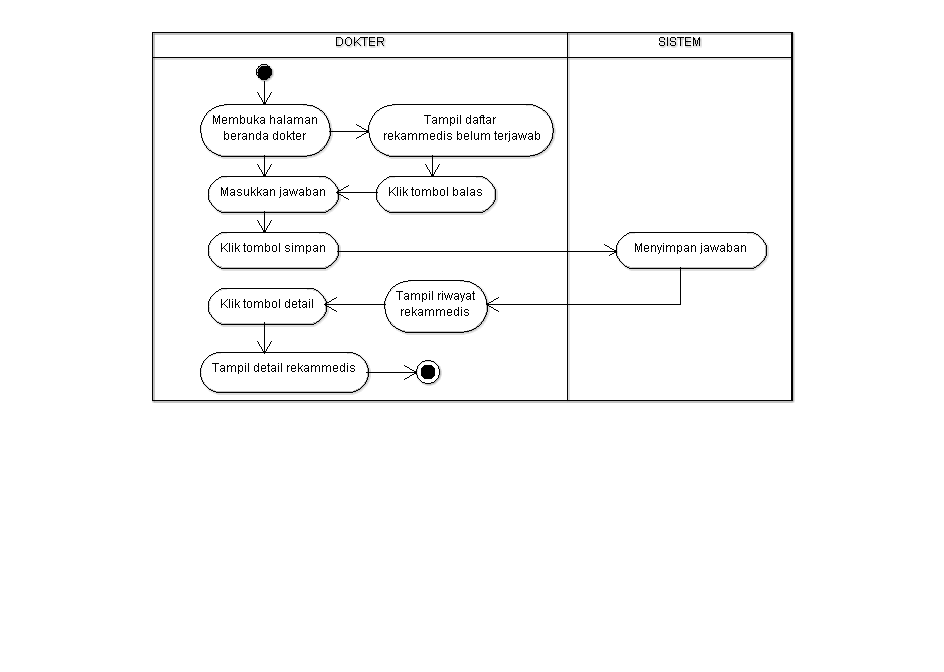 DOKTER
SISTEM
Membuka halaman
beranda dokter
Tampil daftar
rekammedis belum terjawab
Masukkan jawaban
Klik tombol balas
Klik tombol simpan
Menyimpan jawaban
Klik tombol detail
Tampil riwayat
rekammedis
Tampil detail rekammedis